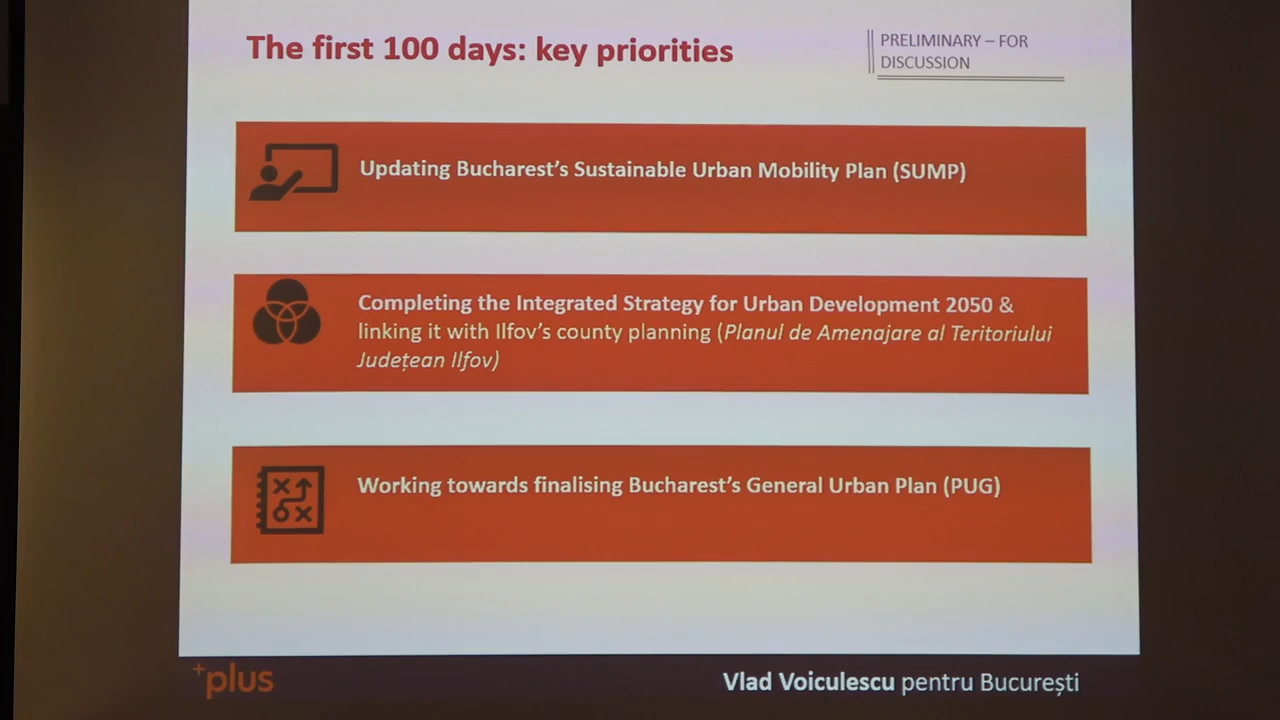 The first 100 days: key priorities
PRELIMINARY – FOR
DISCUSSION
Updating Bucharest's Sustainable Urban Mobility Plan (SUMP)
Completing the Integrated Strategy for Urban Development 2050 &
linking it with Ilfov's county planning (Planul de Amenajare al Teritoriului
Județean Ilfov)
Working towards finalising Bucharest's General Urban Plan (PUG)
+plus
Vlad Voiculescu pentru București